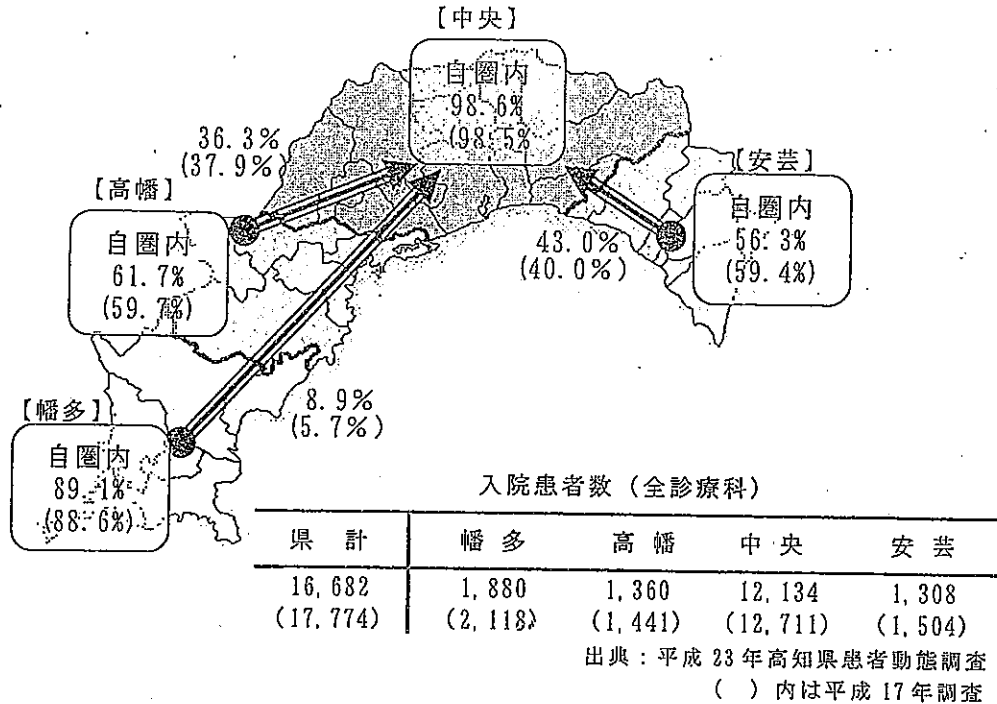 【中央】
自圏内
98.6%
(98.5%
36.3%
(37.9%)
【高幡】
自圏内
61.7%
(59.7%)
【安芸】
自圏内
56.3%
(59.4%)
43.0%
(40.0%)
8.9%
(5.7%)
【幡多】
自圏内
89.1%
(88.6%)
入院患者数（全診療科）
県計 幡多 高幡 中央 安芸
16,682 1,880 1,360 12,134 1,308
(17,774) (2,118) (1,441) (12,711) (1,504)
出典：平成23年高知県患者動態調査
（ ）内は平成17年調査